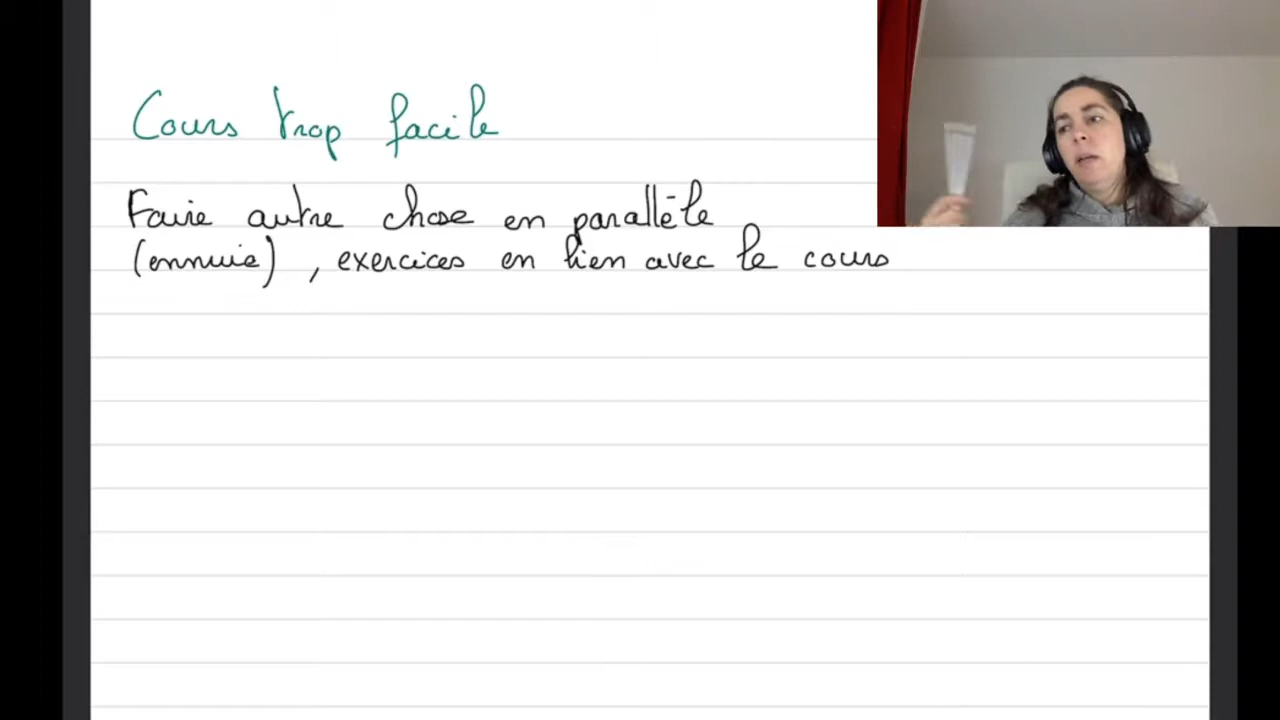 Cours trop facile
Faire autre chose en parallèle
(ennuie), exercices en lien avec le cours